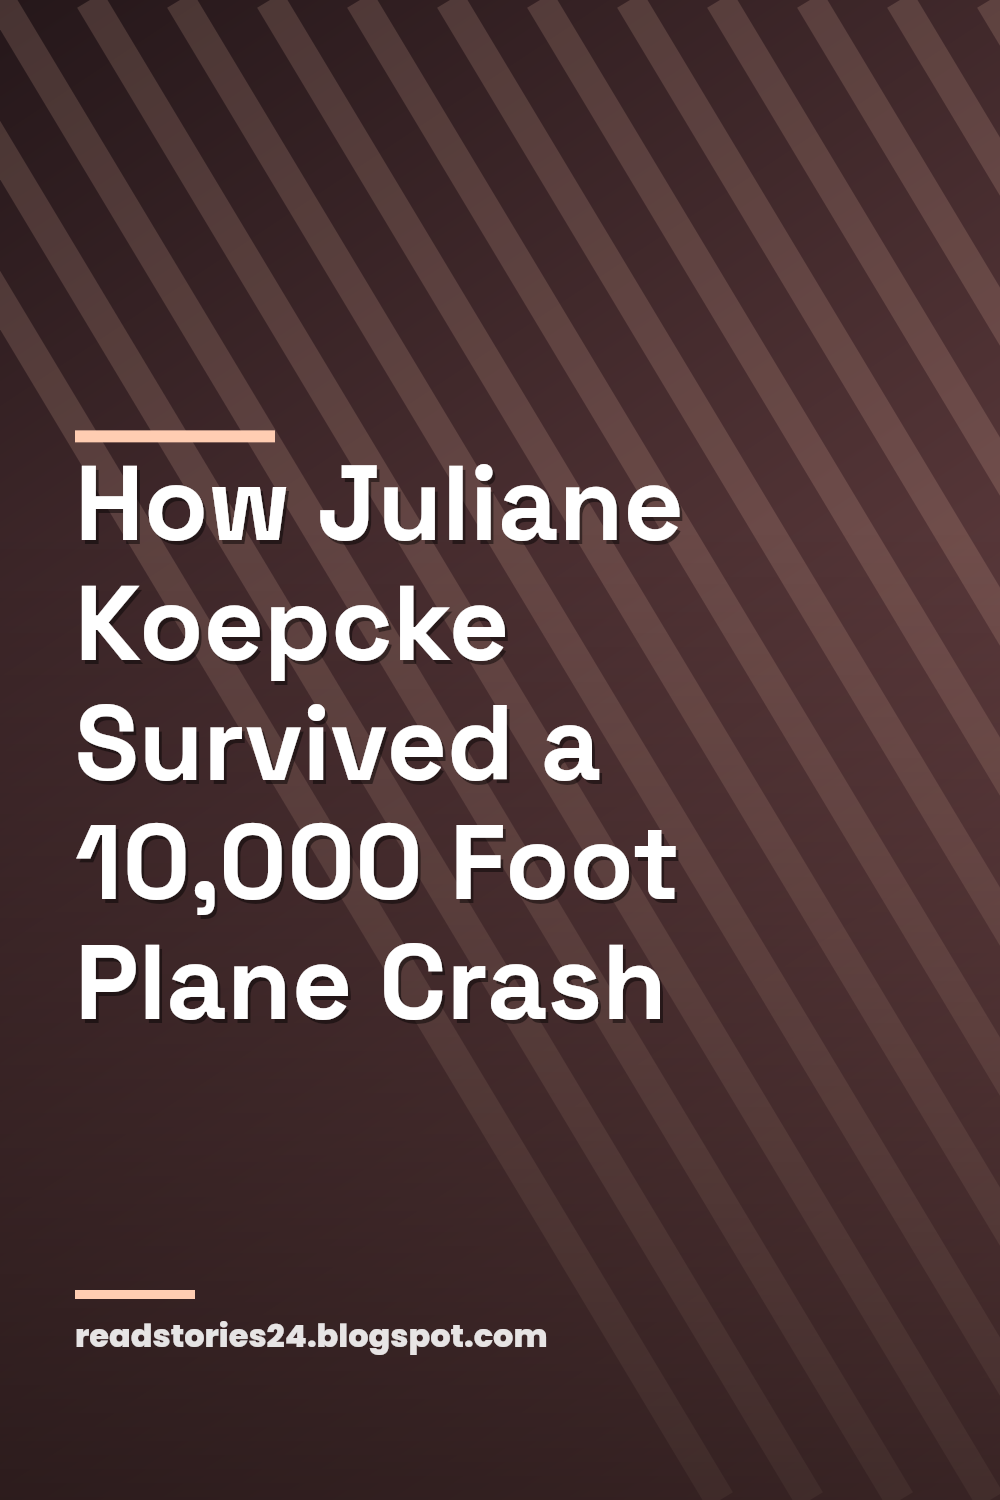 How Juliane
Koepcke
Survived a
10,000 Foot
Plane Crash
readstories24.blogspot.com